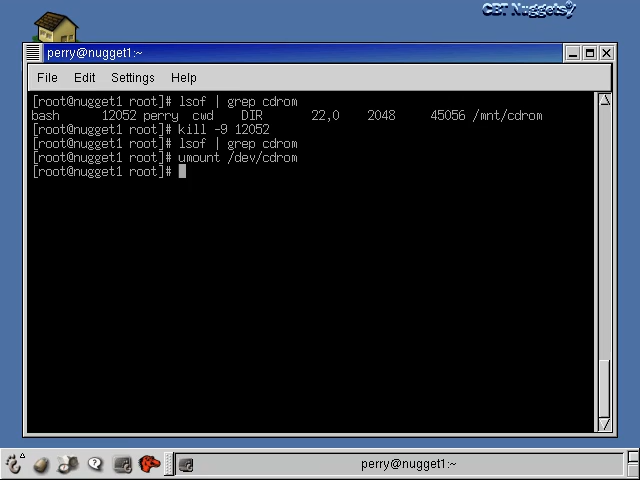 CBT Nuggets
perry@nugget1:~
File Edit Settings Help
[root@nugget1 root]# lsof | grep cdrom
bash 12052 perry cwd DIR 22,0 2048 45056 /mnt/cdrom
[root@nugget1 root]# kill -9 12052
[root@nugget1 root]# lsof | grep cdrom
[root@nugget1 root]# umount /dev/cdrom
[root@nugget1 root]#
perry@nugget1:~